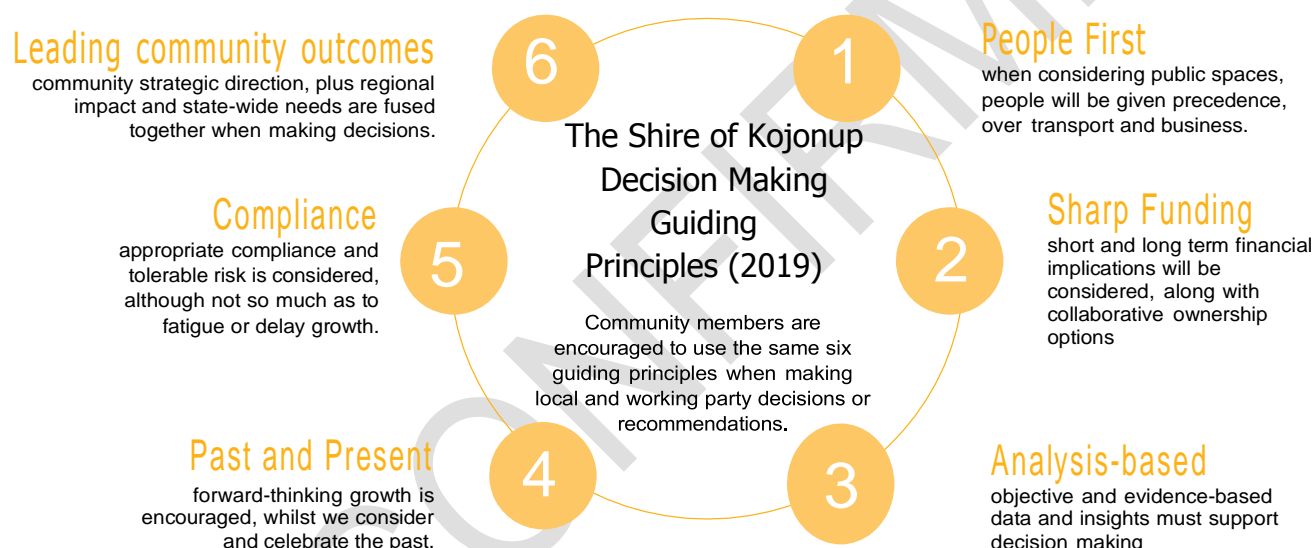 The Shire of Kojonup
Decision Making
Guiding
Principles (2019)
Community members are
encouraged to use the same six
guiding principles when making
local and working party decisions or
recommendations.
1
People First
when considering public spaces,
people will be given precedence,
over transport and business.
2
Sharp Funding
short and long term financial
implications will be
considered, along with
collaborative ownership
options
3
Analysis-based
objective and evidence-based
data and insights must support
decision making
4
Past and Present
forward-thinking growth is
encouraged, whilst we consider
and celebrate the past.
5
Compliance
appropriate compliance and
tolerable risk is considered,
although not so much as to
fatigue or delay growth.
6
Leading community outcomes
community strategic direction, plus regional
impact and state-wide needs are fused
together when making decisions.